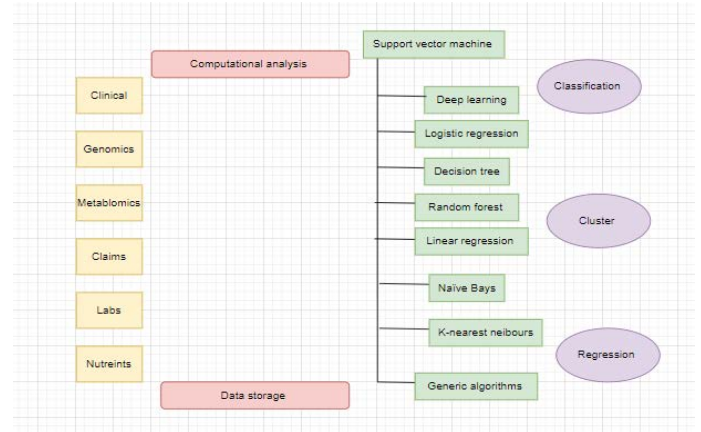 Support vector machine
Computational analysis
Classification
Clinical
Deep learning
Logistic regression
Genomics
Decision tree
Metablomics
Random forest
Cluster
Linear regression
Claims
Naïve Bays
Labs
K-nearest neibours
Regression
Nutreints
Generic algorithms
Data storage